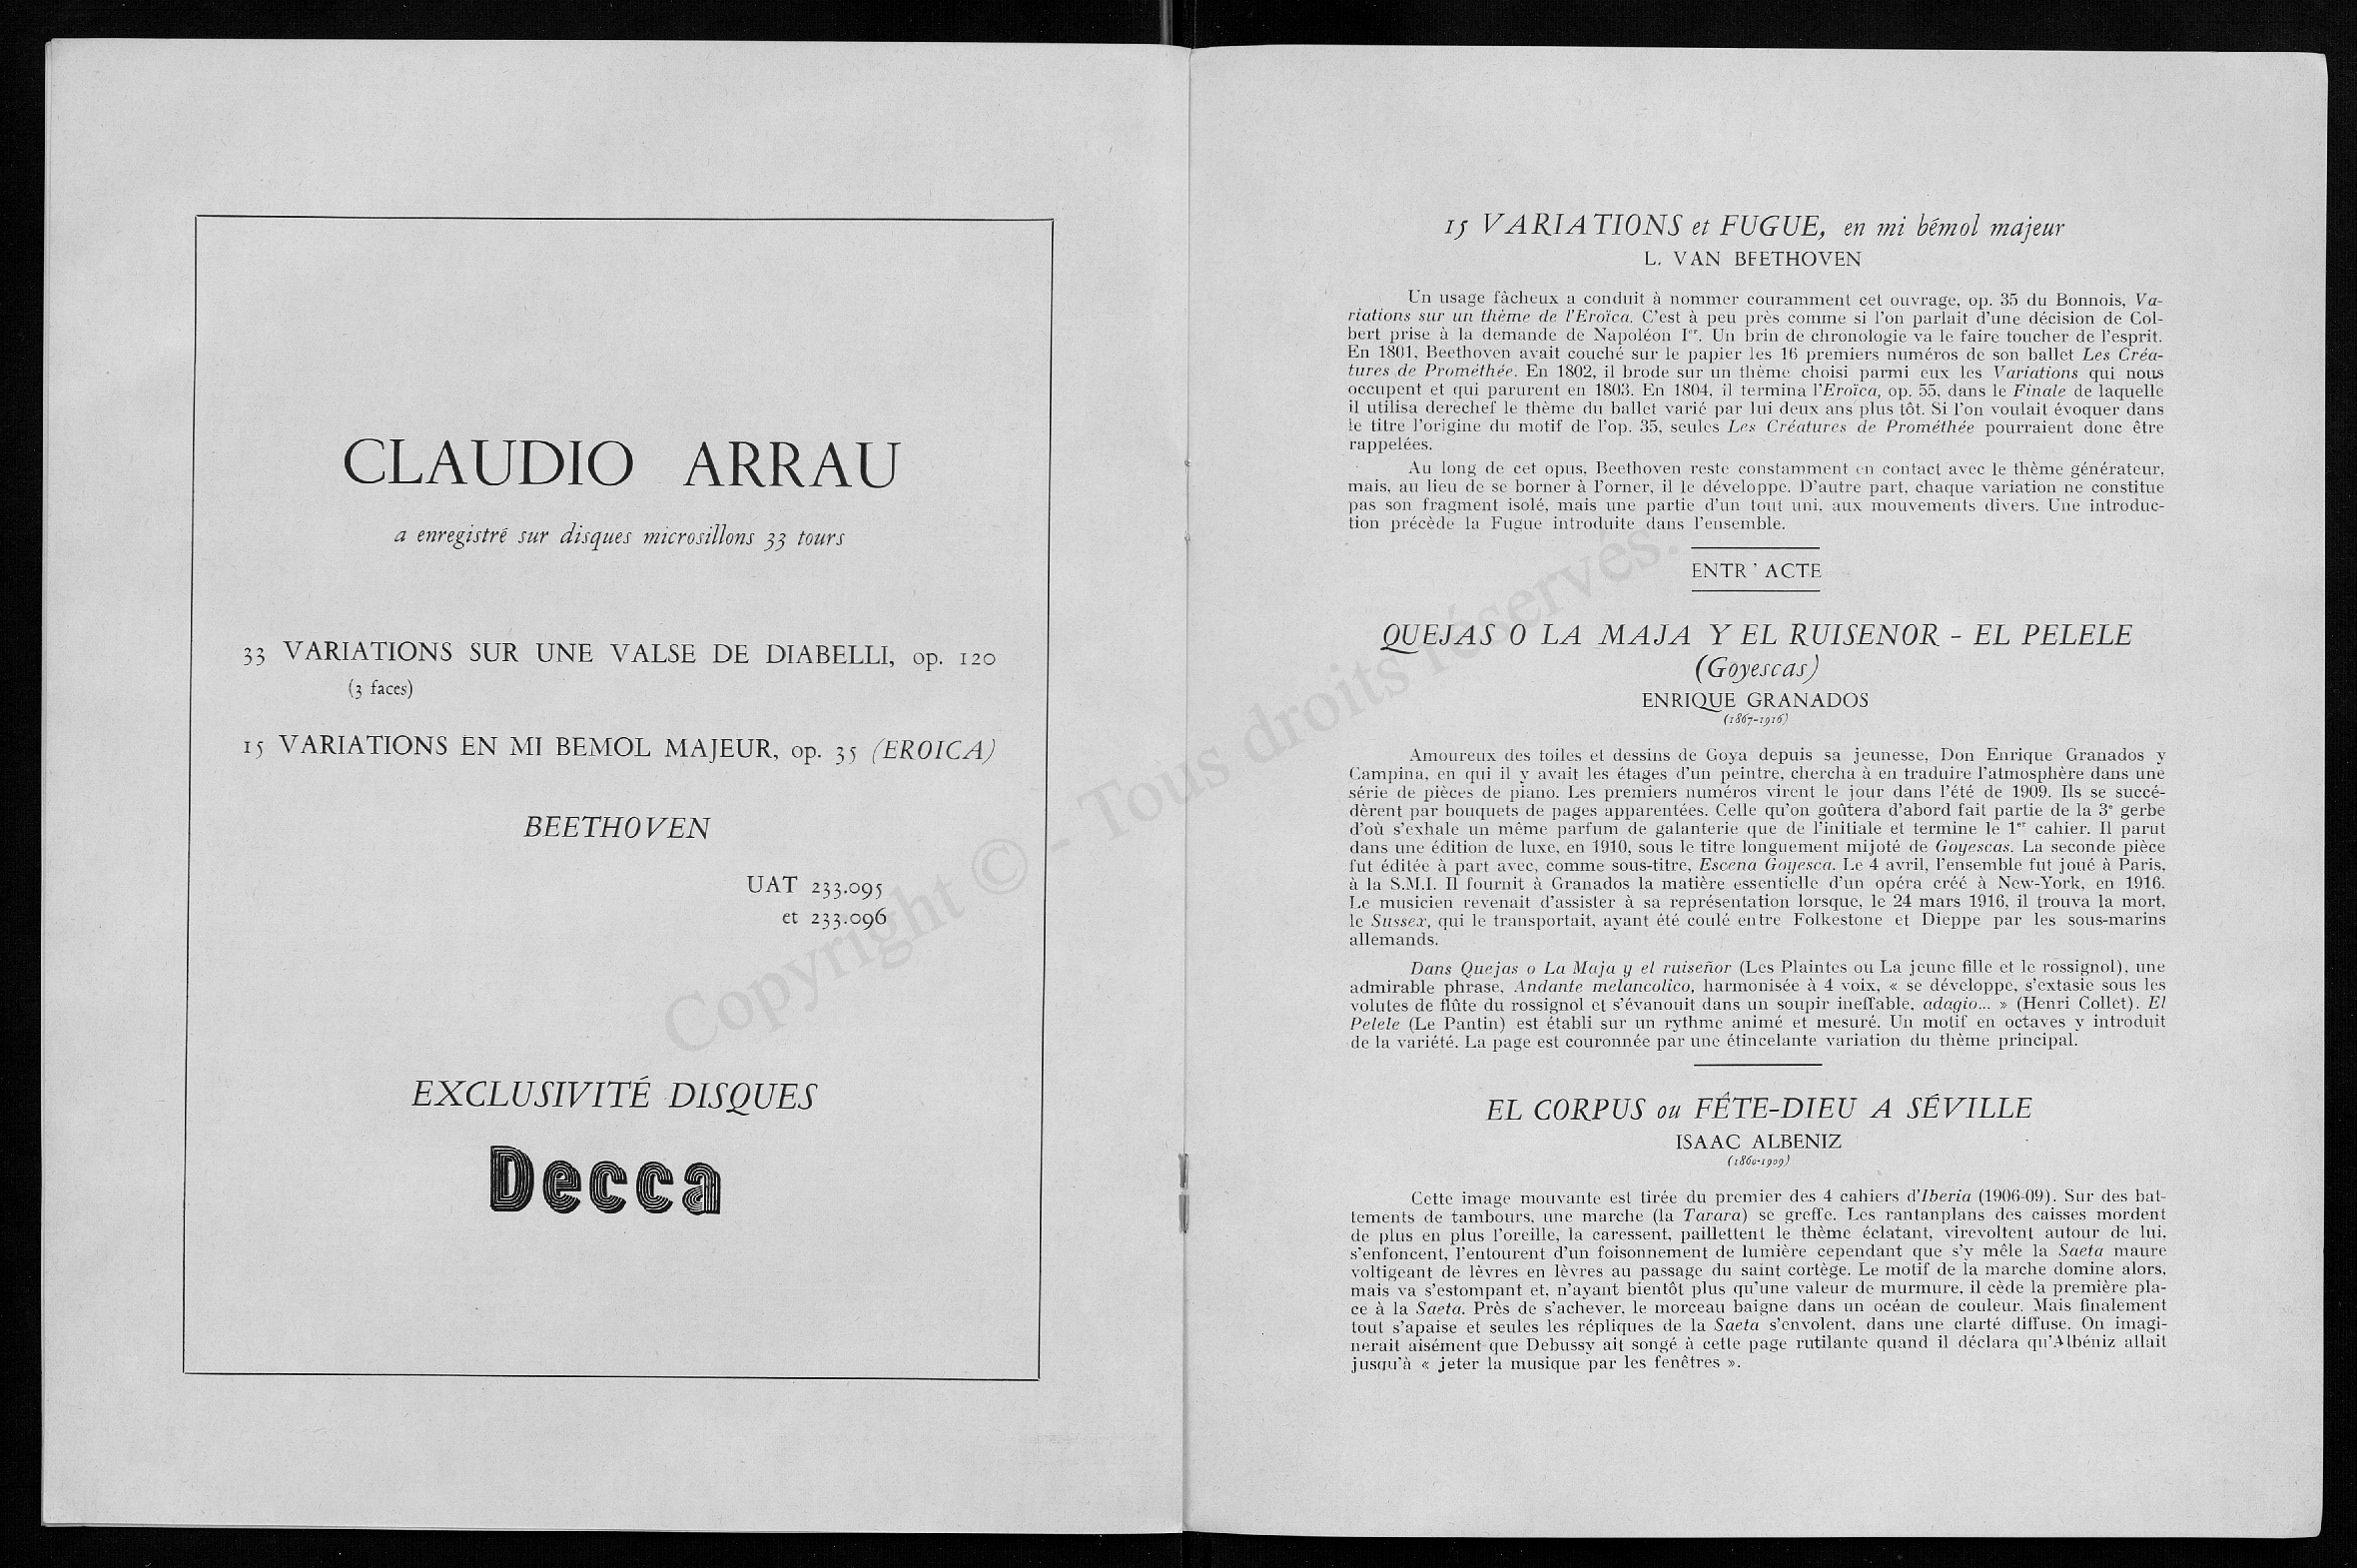 CLAUDIO ARRAU
a enregistré sur disques microsillons 33 tours
33 VARIATIONS SUR UNE VALSE DE DIABELLI, op. 120
(3 faces)
15 VARIATIONS EN MI BEMOL MAJEUR, op. 35 (EROICA)
BEETHOVEN
UAT 233.095
et 233.096
EXCLUSIVITÉ DISQUES
Decca
15 VARIATIONS et FUGUE, en mi bémol majeur
L. VAN BEETHOVEN
Un usage fâcheux a conduit à nommer couramment cet ouvrage, op. 35 du Bonnois, Va-
riations sur un thème de l'Eroïca. C'est à peu près comme si l'on parlait d'une décision de Col-
bert prise à la demande de Napoléon Ier. Un brin de chronologie va le faire toucher de l'esprit.
En 1801, Beethoven avait couché sur le papier les 16 premiers numéros de son ballet Les Créa-
tures de Prométhée. En 1802, il brode sur un thème choisi parmi eux les Variations qui nous
occupent et qui parurent en 1803. En 1804, il termina l'Eroïca, op. 55, dans le Finale de laquelle
il utilisa derechef le thème du ballet varié par lui deux ans plus tôt. Si l'on voulait évoquer dans
le titre l'origine du motif de l'op. 35, seules Les Créatures de Prométhée pourraient donc être
rappelées.
Au long de cet opus, Beethoven reste constamment en contact avec le thème générateur,
mais, au lieu de se borner à l'orner, il le développe. D'autre part, chaque variation ne constitue
pas son fragment isolé, mais une partie d'un tout uni, aux mouvements divers. Une introduc-
tion précède la Fugue introduite dans l'ensemble.
ENTR'ACTE
QUEJAS O LA MAJA Y EL RUISENOR - EL PELELE
(Goyescas)
ENRIQUE GRANADOS
(1867-1916)
Amoureux des toiles et dessins de Goya depuis sa jeunesse, Don Enrique Granados y
Campina, en qui il y avait les étages d'un peintre, chercha à en traduire l'atmosphère dans une
série de pièces de piano. Les premiers numéros virent le jour dans l'été de 1909. Ils se succé-
dèrent par bouquets de pages apparentées. Celle qu'on goûtera d'abord fait partie de la 3e gerbe
d'où s'exhale un même parfum de galanterie que de l'initiale et termine le 1er cahier. Il parut
dans une édition de luxe, en 1910, sous le titre longuement mijoté de Goyescas. La seconde pièce
fut éditée à part avec, comme sous-titre, Escena Goyesca. Le 4 avril, l'ensemble fut joué à Paris,
à la S.M.I. Il fournit à Granados la matière essentielle d'un opéra créé à New-York, en 1916.
Le musicien revenait d'assister à sa représentation lorsque, le 24 mars 1916, il trouva la mort,
le Sussex, qui le transportait, ayant été coulé entre Folkestone et Dieppe par les sous-marins
allemands.
Dans Quejas o La Maja y el ruiseñor (Les Plaintes ou La jeune fille et le rossignol), une
admirable phrase, Andante melancolico, harmonisée à 4 voix, « se développe, s'extasie sous les
volutes de flûte du rossignol et s'évanouit dans un soupir ineffable, adagio... » (Henri Collet). El
Pelele (Le Pantin) est établi sur un rythme animé et mesuré. Un motif en octaves y introduit
de la variété. La page est couronnée par une étincelante variation du thème principal.
EL CORPUS ou FÊTE-DIEU A SÉVILLE
ISAAC ALBENIZ
(1860-1909)
Cette image mouvante est tirée du premier des 4 cahiers d'Iberia (1906-09). Sur des bat-
tements de tambours, une marche (la Tarara) se greffe. Les rantanplans des caisses mordent
de plus en plus l'oreille, la caressent, paillettent le thème éclatant, virevoltent autour de lui,
s'enfoncent, l'entourent d'un foisonnement de lumière cependant que s'y mêle la Saeta maure
voltigeant de lèvres en lèvres au passage du saint cortège. Le motif de la marche domine alors,
mais va s'estompant et, n'ayant bientôt plus qu'une valeur de murmure, il cède la première pla-
ce à la Saeta. Près de s'achever, le morceau baigne dans un océan de couleur. Mais finalement
tout s'apaise et seules les répliques de la Saeta s'envolent, dans une clarté diffuse. On imagi-
nerait aisément que Debussy ait songé à cette page rutilante quand il déclara qu'Albéniz allait
jusqu'à « jeter la musique par les fenêtres ».
Copyright © - Tous droits réservés.